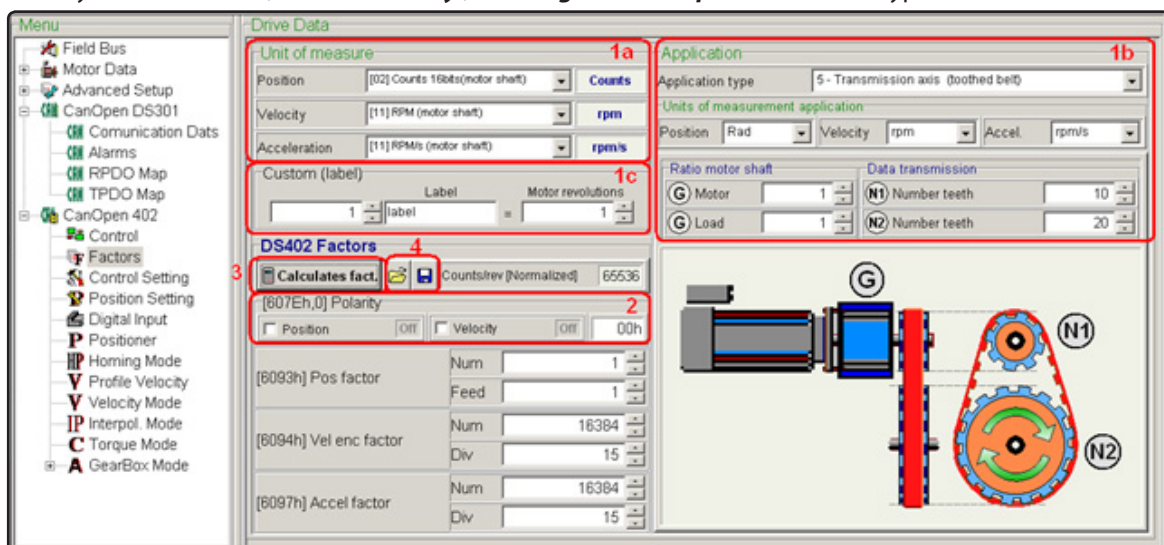 Menu
Field Bus
Motor Data
Advanced Setup
CanOpen DS301
Comunication Dats
Alarms
RPDO Map
TPDO Map
CanOpen 402
Control
Factors
Control Setting
Position Setting
Digital Input
Positioner
Homing Mode
Profile Velocity
Velocity Mode
Interpol. Mode
Torque Mode
GearBox Mode
Drive Data
Unit of measure 1a
Position [02] Counts 16bits(motor shaft) Counts
Velocity [11] RPM (motor shaft) rpm
Acceleration [11] RPM/s (motor shaft) rpm/s
Custom (label) 1c
Label Motor revolutions
1 label = 1
DS402 Factors 4
3 Calculates fact. Counts/rev [Normalized] 65536
[607Eh,0] Polarity 2
Position Off Velocity Off 00h
[6093h] Pos factor Num 1
Feed 1
[6094h] Vel enc factor Num 16384
Div 15
[6097h] Accel factor Num 16384
Div 15
Application 1b
Application type 5 - Transmission axis (toothed belt)
Units of measurement application
Position Rad Velocity rpm Accel. rpm/s
Ratio motor shaft Data transmission
G Motor 1 N1 Number teeth 10
G Load 1 N2 Number teeth 20
G
N1
N2